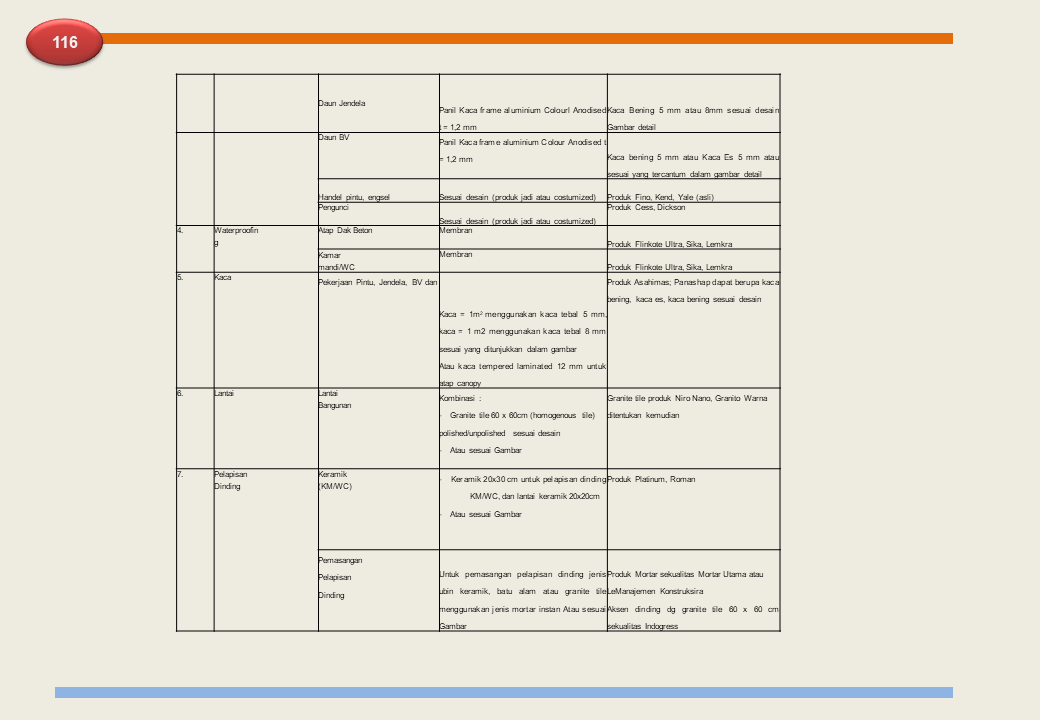 116
Daun Jendela
Panil Kaca frame aluminium Colourl Anodised
t = 1,2 mm
Kaca Bening 5 mm atau 8mm sesuai desain
Gambar detail
Daun BV
Panil Kaca frame aluminium Colour Anodised t
= 1,2 mm
Kaca bening 5 mm atau Kaca Es 5 mm atau
sesuai yang tercantum dalam gambar detail
Handel pintu, engsel
Sesuai desain (produk jadi atau costumized)
Produk Fino, Kend, Yale (asli)
Pengunci
Sesuai desain (produk jadi atau costumized)
Produk Cess, Dickson
4.
Waterproofin
g
Atap Dak Beton
Membran
Produk Flinkote Ultra, Sika, Lemkra
Kamar
mandi/WC
Membran
Produk Flinkote Ultra, Sika, Lemkra
5.
Kaca
Pekerjaan Pintu, Jendela, BV dan
Kaca = 1m² menggunakan kaca tebal 5 mm,
kaca = 1 m2 menggunakan kaca tebal 8 mm
sesuai yang ditunjukkan dalam gambar
Atau kaca tempered laminated 12 mm untuk
atap canopy
Produk Asahimas; Panashap dapat berupa kaca
bening, kaca es, kaca bening sesuai desain
6.
Lantai
Lantai
Bangunan
Kombinasi :
- Granite tile 60 x 60cm (homogenous tile)
polished/unpolished sesuai desain
- Atau sesuai Gambar
Granite tile produk Niro Nano, Granito Warna
ditentukan kemudian
7.
Pelapisan
Dinding
Keramik
(KM/WC)
- Keramik 20x30 cm untuk pelapisan dinding
KM/WC, dan lantai keramik 20x20cm
- Atau sesuai Gambar
Produk Platinum, Roman
Pemasangan
Pelapisan
Dinding
Untuk pemasangan pelapisan dinding jenis
ubin keramik, batu alam atau granite tile
menggunakan jenis mortar instan Atau sesuai
Gambar
Produk Mortar sekualitas Mortar Utama atau
LeManajemen Konstruksira
Aksen dinding dg granite tile 60 x 60 cm
sekualitas Indogress